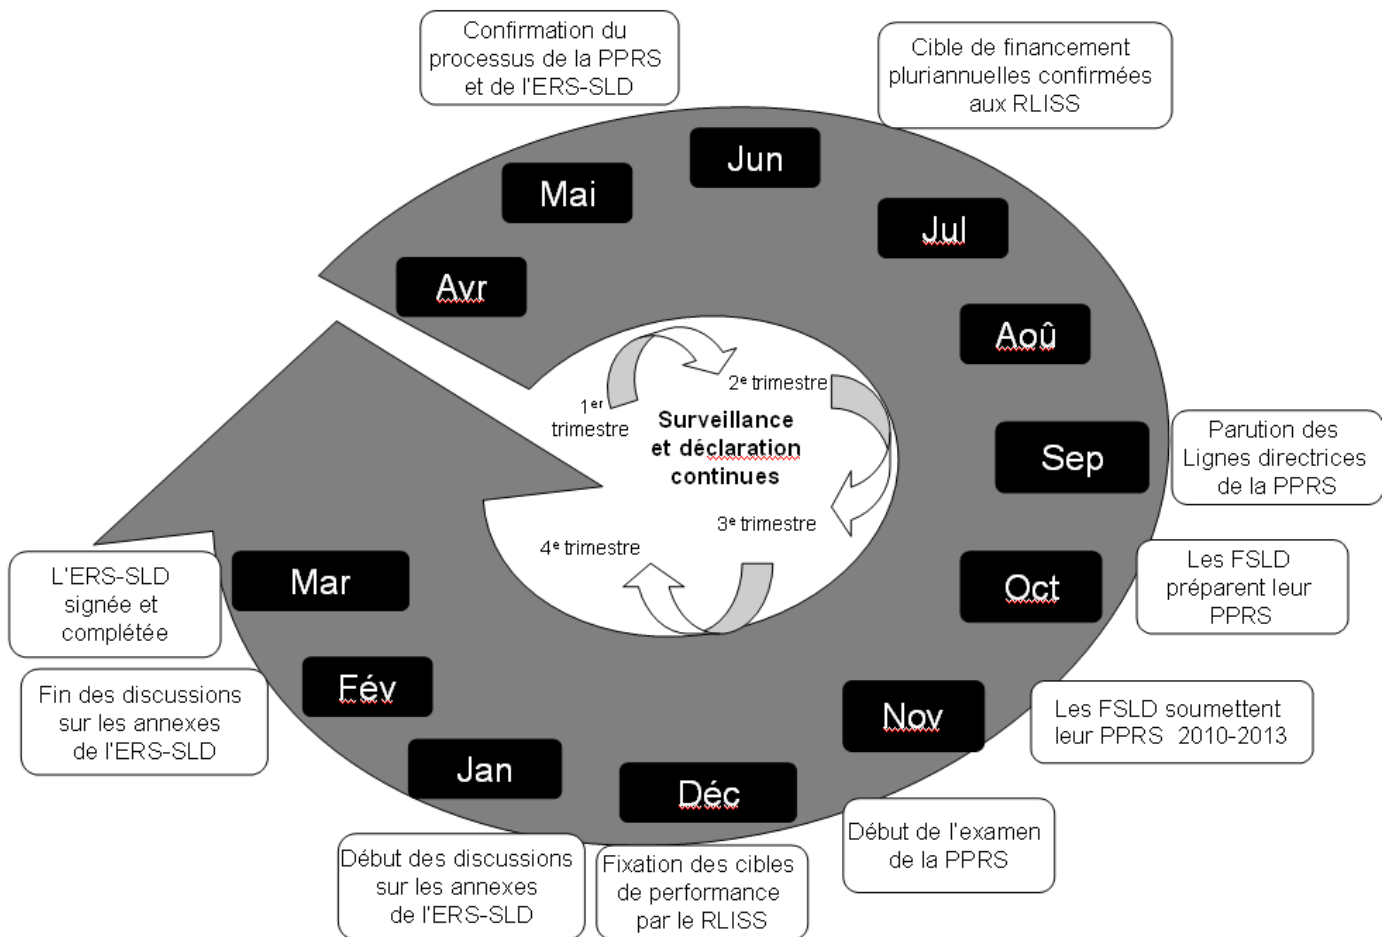 Confirmation du
processus de la PPRS
et de l'ERS-SLD
Cible de financement
pluriannuelles confirmées
aux RLISS
Avr
Mai
Jun
Jul
Aoû
Sep
Parution des
Lignes directrices
de la PPRS
Oct
Les FSLD
préparent leur
PPRS
Nov
Les FSLD soumettent
leur PPRS 2010-2013
Début de l'examen
de la PPRS
Déc
Fixation des cibles
de performance
par le RLISS
Jan
Début des discussions
sur les annexes
de l'ERS-SLD
Fév
Fin des discussions
sur les annexes
de l'ERS-SLD
Mar
L'ERS-SLD
signée et
complétée
1er
trimestre
2e trimestre
Surveillance
et déclaration
continues
3e trimestre
4e trimestre